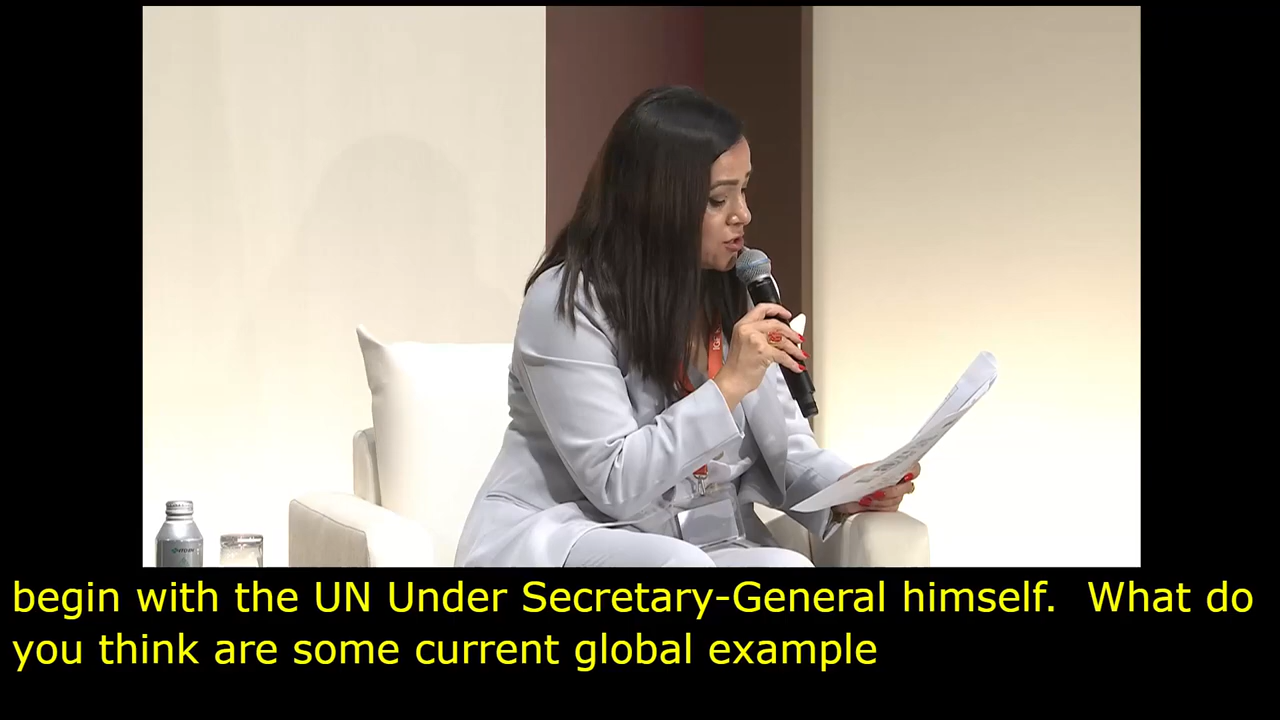 begin with the UN Under Secretary-General himself.  What do
you think are some current global example